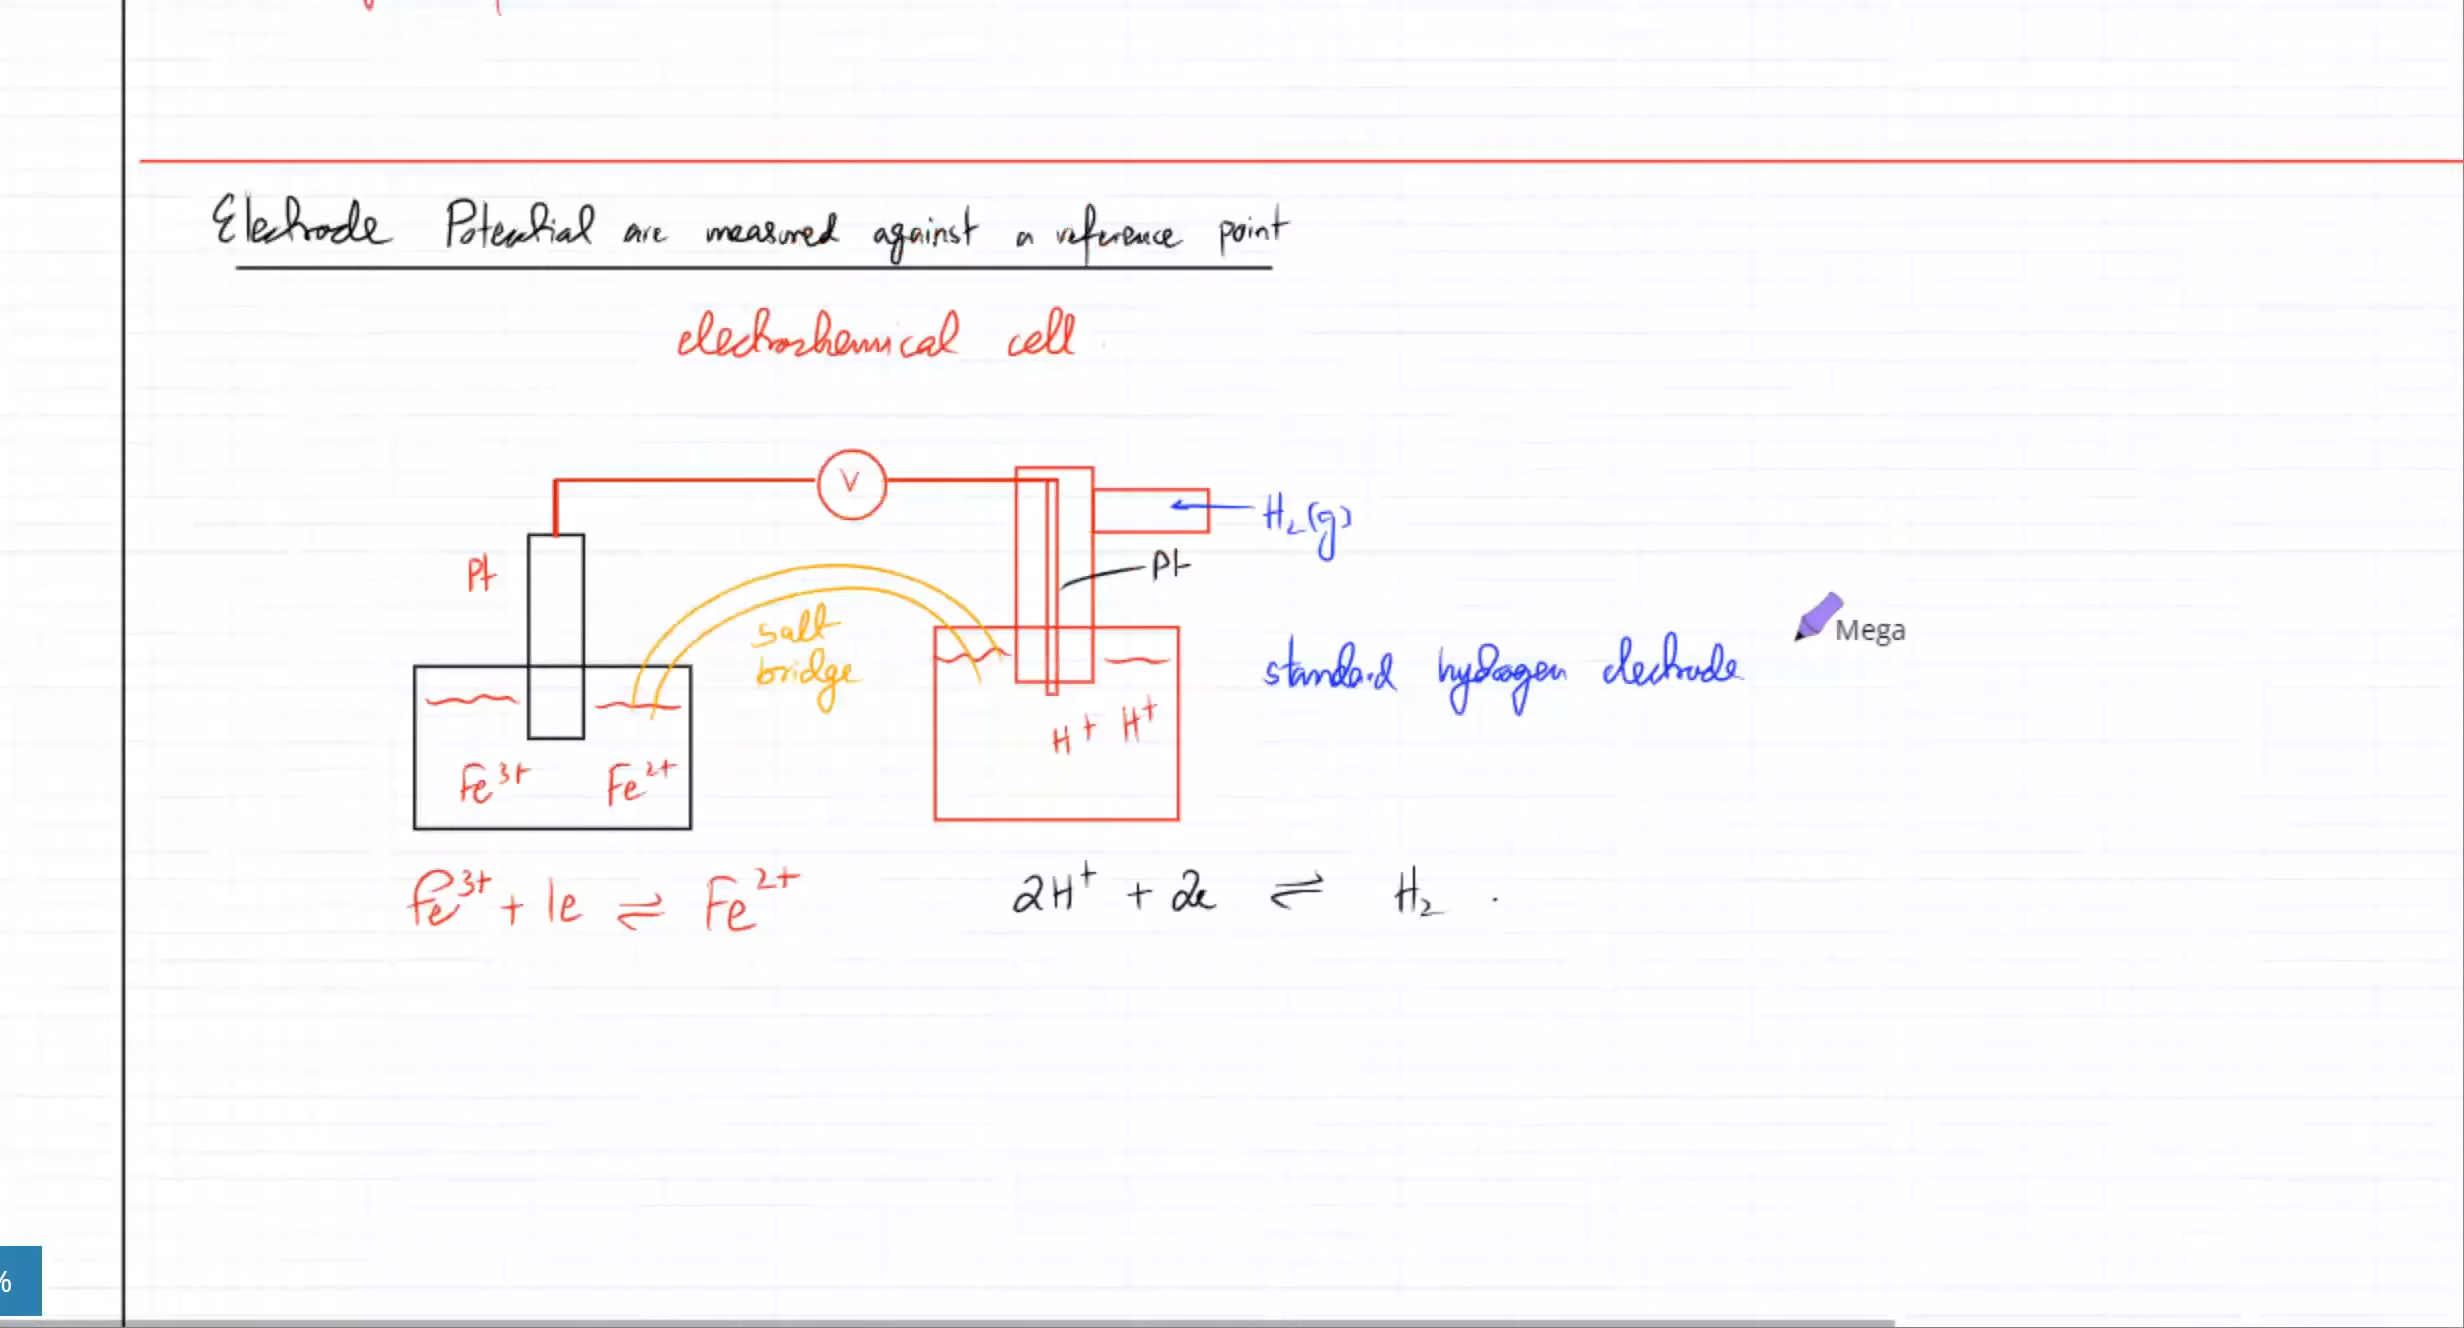 Electrode Potential are measured against a reference point
electrochemical cell
V
H₂(g)
Pt
Pt
salt
bridge
Mega
standard hydrogen electrode
H⁺ H⁺
Fe³⁺ Fe²⁺
Fe³⁺ + 1e ⇌ Fe²⁺
2H⁺ + 2e ⇌ H₂ .
%